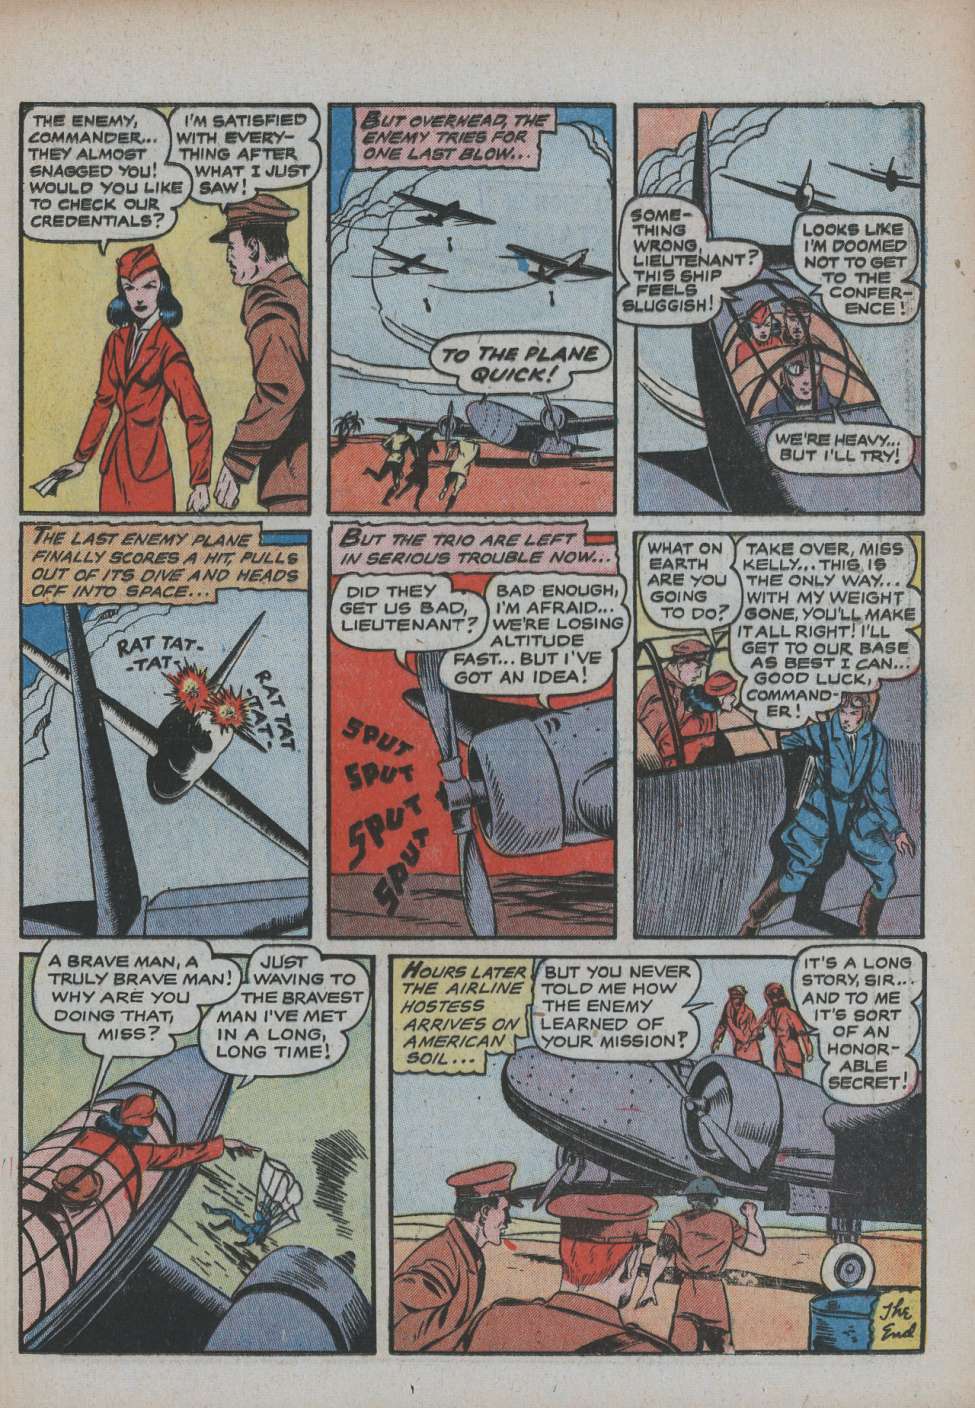 THE ENEMY,
COMMANDER...
THEY ALMOST
SNAGGED YOU!
WOULD YOU LIKE
TO CHECK OUR
CREDENTIALS?
I'M SATISFIED
WITH EVERY-
THING AFTER
WHAT I JUST
SAW!
BUT OVERHEAD, THE
ENEMY TRIES FOR
ONE LAST BLOW...
TO THE PLANE
QUICK!
SOME-
THING
WRONG,
LIEUTENANT?
THIS SHIP
FEELS
SLUGGISH!
LOOKS LIKE
I'M DOOMED
NOT TO GET
TO THE
CONFER-
ENCE!
WE'RE HEAVY...
BUT I'LL TRY!
THE LAST ENEMY PLANE
FINALLY SCORES A HIT, PULLS
OUT OF ITS DIVE AND HEADS
OFF INTO SPACE...
RAT TAT-
-TAT-
RAT TAT
-TAT-
BUT THE TRIO ARE LEFT
IN SERIOUS TROUBLE NOW...
DID THEY
GET US BAD,
LIEUTENANT?
BAD ENOUGH,
I'M AFRAID...
WE'RE LOSING
ALTITUDE
FAST... BUT I'VE
GOT AN IDEA!
SPUT
SPUT
SPUT
SPUT
WHAT ON
EARTH
ARE YOU
GOING
TO DO?
TAKE OVER, MISS
KELLY... THIS IS
THE ONLY WAY...
WITH MY WEIGHT
GONE, YOU'LL MAKE
IT ALL RIGHT! I'LL
GET TO OUR BASE
AS BEST I CAN...
GOOD LUCK,
COMMAND-
ER!
A BRAVE MAN, A
TRULY BRAVE MAN!
WHY ARE YOU
DOING THAT,
MISS?
JUST
WAVING TO
THE BRAVEST
MAN I'VE MET
IN A LONG,
LONG TIME!
HOURS LATER
THE AIRLINE
HOSTESS
ARRIVES ON
AMERICAN
SOIL...
BUT YOU NEVER
TOLD ME HOW
THE ENEMY
LEARNED OF
YOUR MISSION?
IT'S A LONG
STORY, SIR...
AND TO ME
IT'S SORT
OF AN
HONOR-
ABLE
SECRET!
The
End